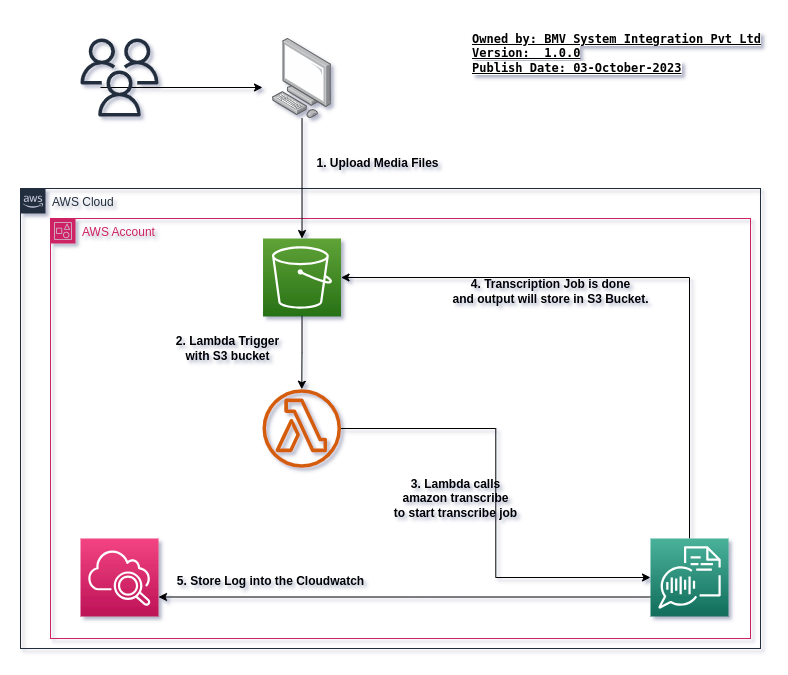 Owned by: BMV System Integration Pvt Ltd
Version:  1.0.0
Publish Date: 03-October-2023
1. Upload Media Files
aws
AWS Cloud
AWS Account
4. Transcription Job is done
and output will store in S3 Bucket.
2. Lambda Trigger
with S3 bucket
3. Lambda calls
amazon transcribe
to start transcribe job
5. Store Log into the Cloudwatch